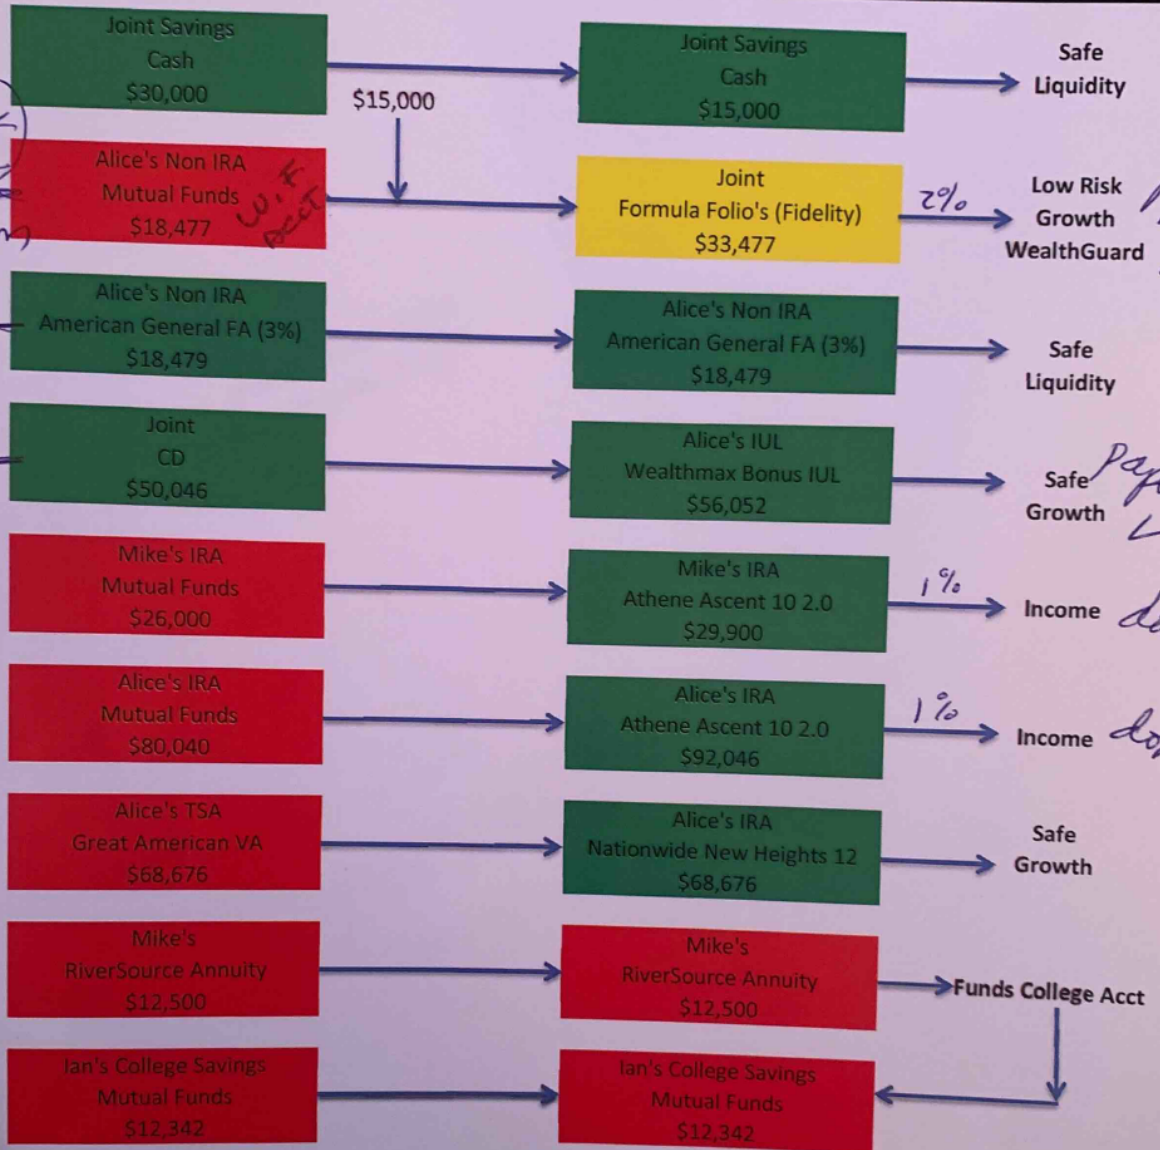 Joint Savings
Cash
$30,000
$15,000
Joint Savings
Cash
$15,000
Safe
Liquidity
Alice's Non IRA
Mutual Funds
$18,477
W.F.
Acct
Joint
Formula Folio's (Fidelity)
$33,477
2%
Low Risk
Growth
WealthGuard
Alice's Non IRA
American General FA (3%)
$18,479
Alice's Non IRA
American General FA (3%)
$18,479
Safe
Liquidity
Joint
CD
$50,046
Alice's IUL
Wealthmax Bonus IUL
$56,052
Safe
Growth
Mike's IRA
Mutual Funds
$26,000
Mike's IRA
Athene Ascent 10 2.0
$29,900
1%
Income
Alice's IRA
Mutual Funds
$80,040
Alice's IRA
Athene Ascent 10 2.0
$92,046
1%
Income
Alice's TSA
Great American VA
$68,676
Alice's IRA
Nationwide New Heights 12
$68,676
Safe
Growth
Mike's
RiverSource Annuity
$12,500
Mike's
RiverSource Annuity
$12,500
Funds College Acct
Ian's College Savings
Mutual Funds
$12,342
Ian's College Savings
Mutual Funds
$12,342